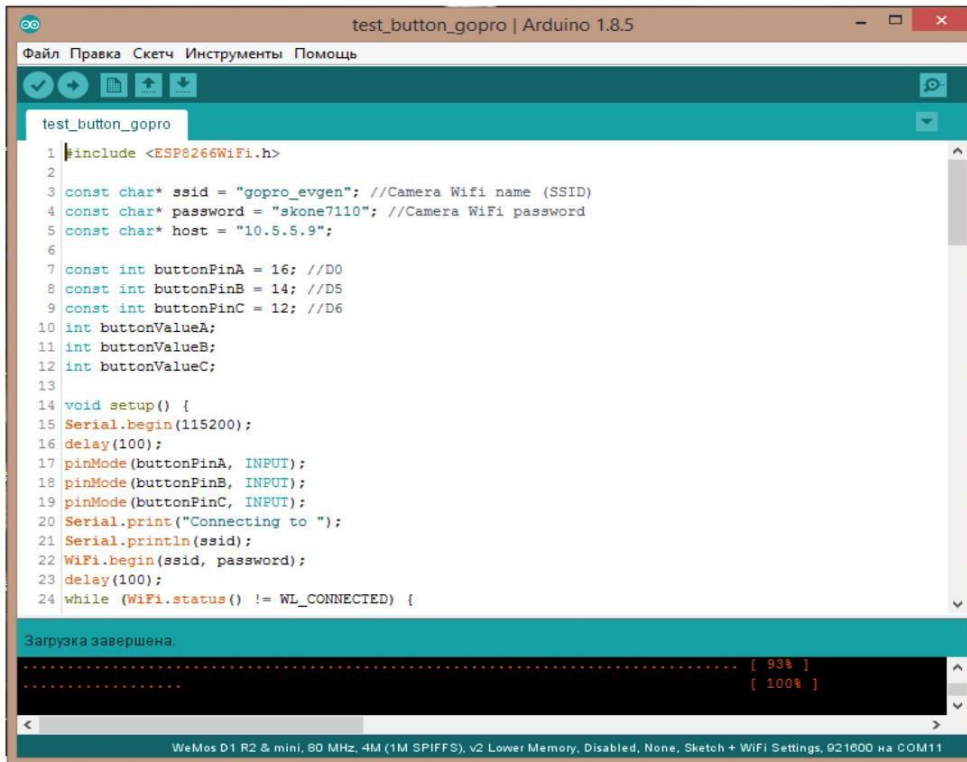 test_button_gopro | Arduino 1.8.5
Файл Правка Скетч Инструменты Помощь
test_button_gopro
1 #include <ESP8266WiFi.h>
2
3 const char* ssid = "gopro_evgen"; //Camera Wifi name (SSID)
4 const char* password = "skone7110"; //Camera WiFi password
5 const char* host = "10.5.5.9";
6
7 const int buttonPinA = 16; //D0
8 const int buttonPinB = 14; //D5
9 const int buttonPinC = 12; //D6
10 int buttonValueA;
11 int buttonValueB;
12 int buttonValueC;
13
14 void setup() {
15 Serial.begin(115200);
16 delay(100);
17 pinMode(buttonPinA, INPUT);
18 pinMode(buttonPinB, INPUT);
19 pinMode(buttonPinC, INPUT);
20 Serial.print("Connecting to ");
21 Serial.println(ssid);
22 WiFi.begin(ssid, password);
23 delay(100);
24 while (WiFi.status() != WL_CONNECTED) {
Загрузка завершена.
................................................................................ [ 93% ]
.................. [ 100% ]
WeMos D1 R2 & mini, 80 MHz, 4M (1M SPIFFS), v2 Lower Memory, Disabled, None, Sketch + WiFi Settings, 921600 на COM11